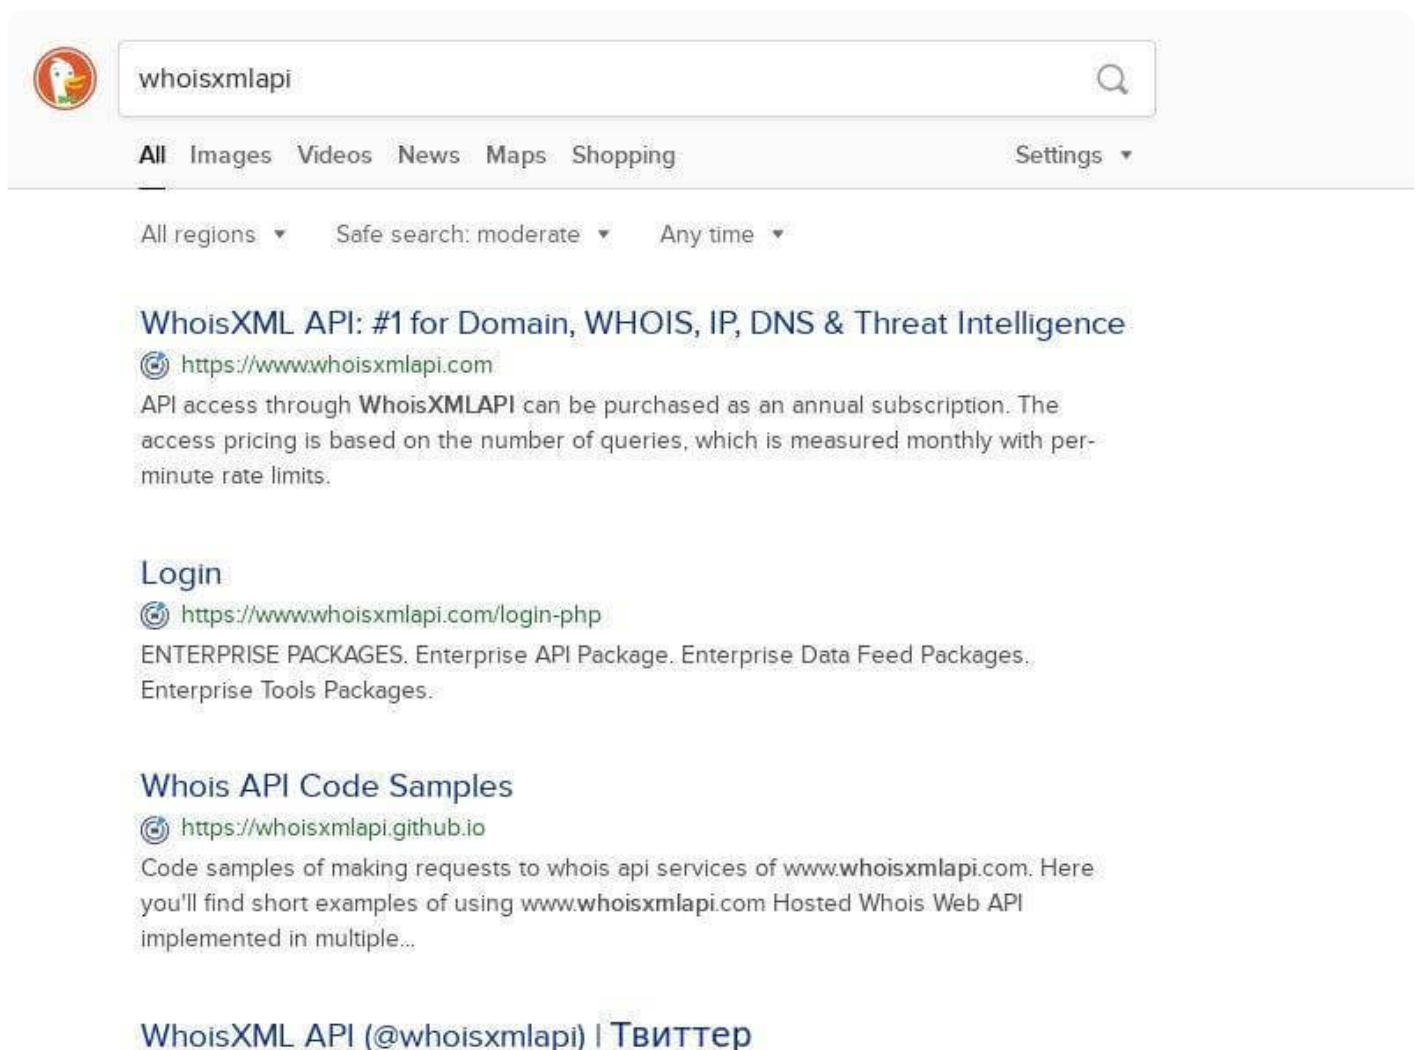 whoisxmlapi
All Images Videos News Maps Shopping Settings
All regions Safe search: moderate Any time
WhoisXML API: #1 for Domain, WHOIS, IP, DNS & Threat Intelligence
https://www.whoisxmlapi.com
API access through WhoisXMLAPI can be purchased as an annual subscription. The
access pricing is based on the number of queries, which is measured monthly with per-
minute rate limits.
Login
https://www.whoisxmlapi.com/login-php
ENTERPRISE PACKAGES. Enterprise API Package. Enterprise Data Feed Packages.
Enterprise Tools Packages.
Whois API Code Samples
https://whoisxmlapi.github.io
Code samples of making requests to whois api services of www.whoisxmlapi.com. Here
you'll find short examples of using www.whoisxmlapi.com Hosted Whois Web API
implemented in multiple...
WhoisXML API (@whoisxmlapi) | Твиттер